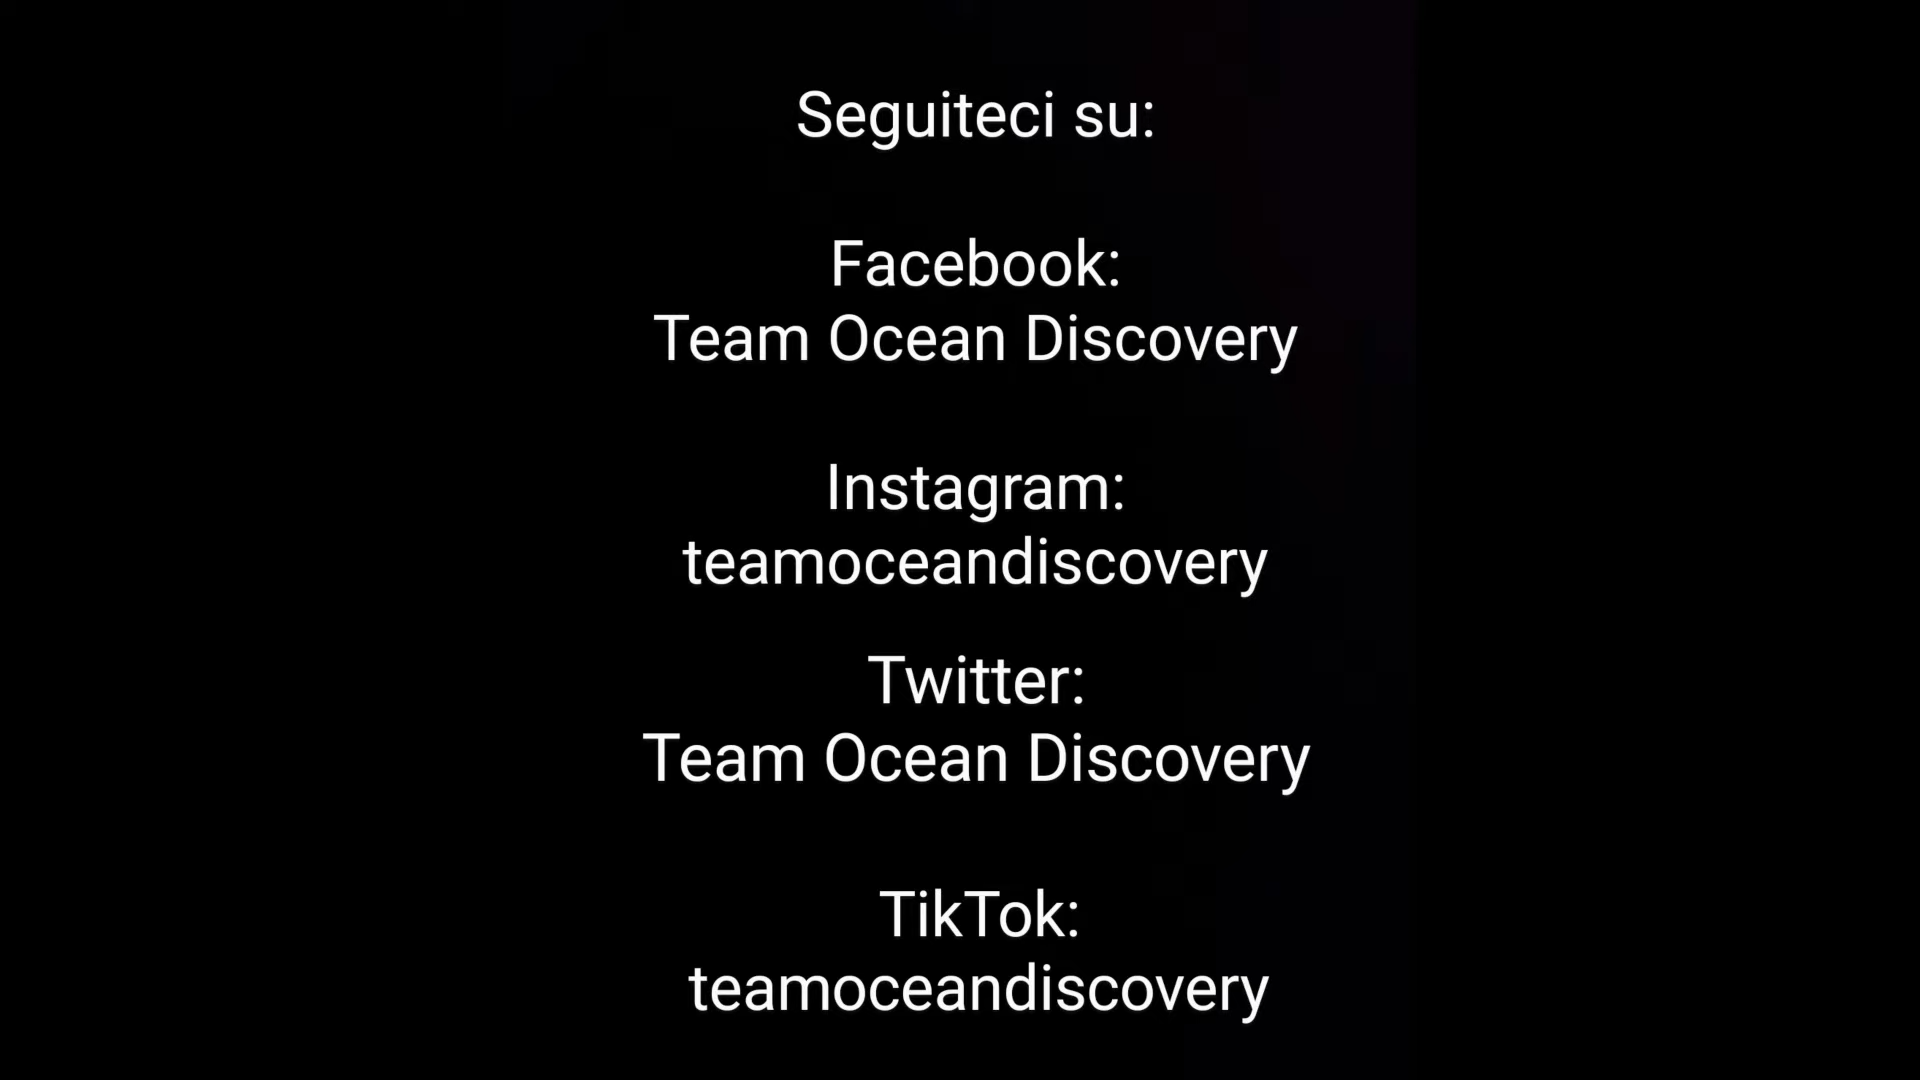 Seguiteci su:
Facebook:
Team Ocean Discovery
Instagram:
teamoceandiscovery
Twitter:
Team Ocean Discovery
TikTok:
teamoceandiscovery